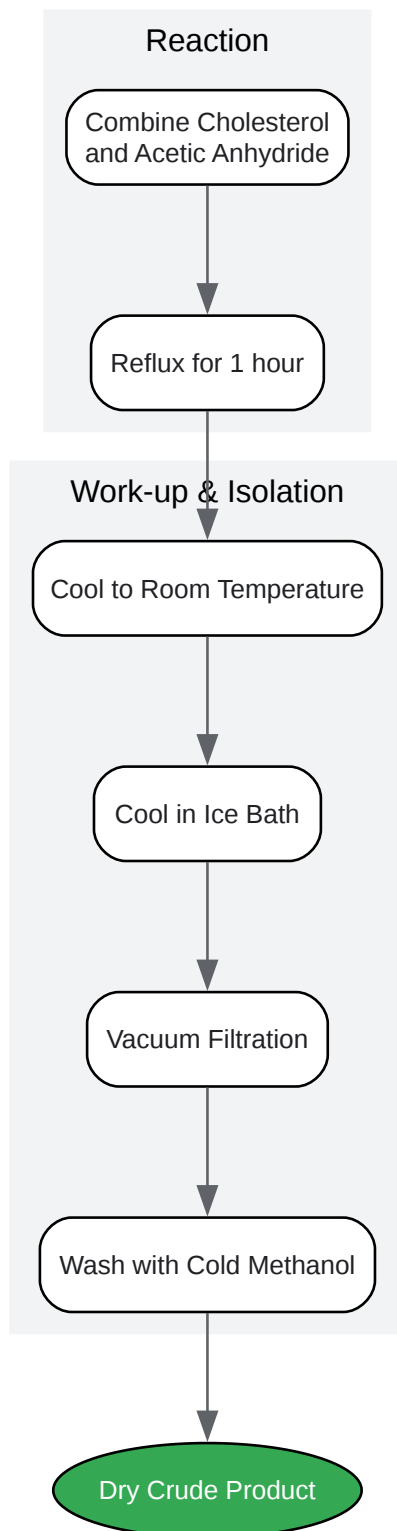 Reaction
Combine Cholesterol
and Acetic Anhydride
Reflux for 1 hour
Work-up & Isolation
Cool to Room Temperature
Cool in Ice Bath
Vacuum Filtration
Wash with Cold Methanol
Dry Crude Product